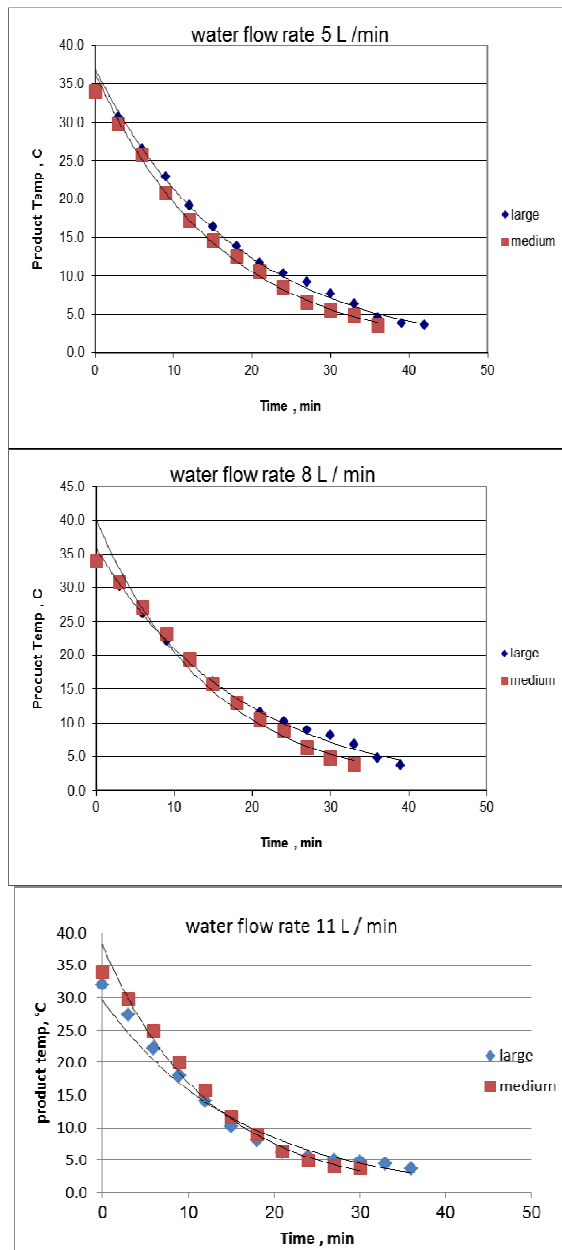 water flow rate 5 L /min
40.0
35.0
30.0
25.0
20.0
15.0
10.0
5.0
0.0
Product Temp , C
0 10 20 30 40 50
Time , min
large
medium
water flow rate 8 L / min
45.0
40.0
35.0
30.0
25.0
20.0
15.0
10.0
5.0
0.0
Product Temp , C
0 10 20 30 40 50
Time , min
large
medium
water flow rate 11 L / min
40.0
35.0
30.0
25.0
20.0
15.0
10.0
5.0
0.0
product temp, °C
0 10 20 30 40 50
Time , min
large
medium